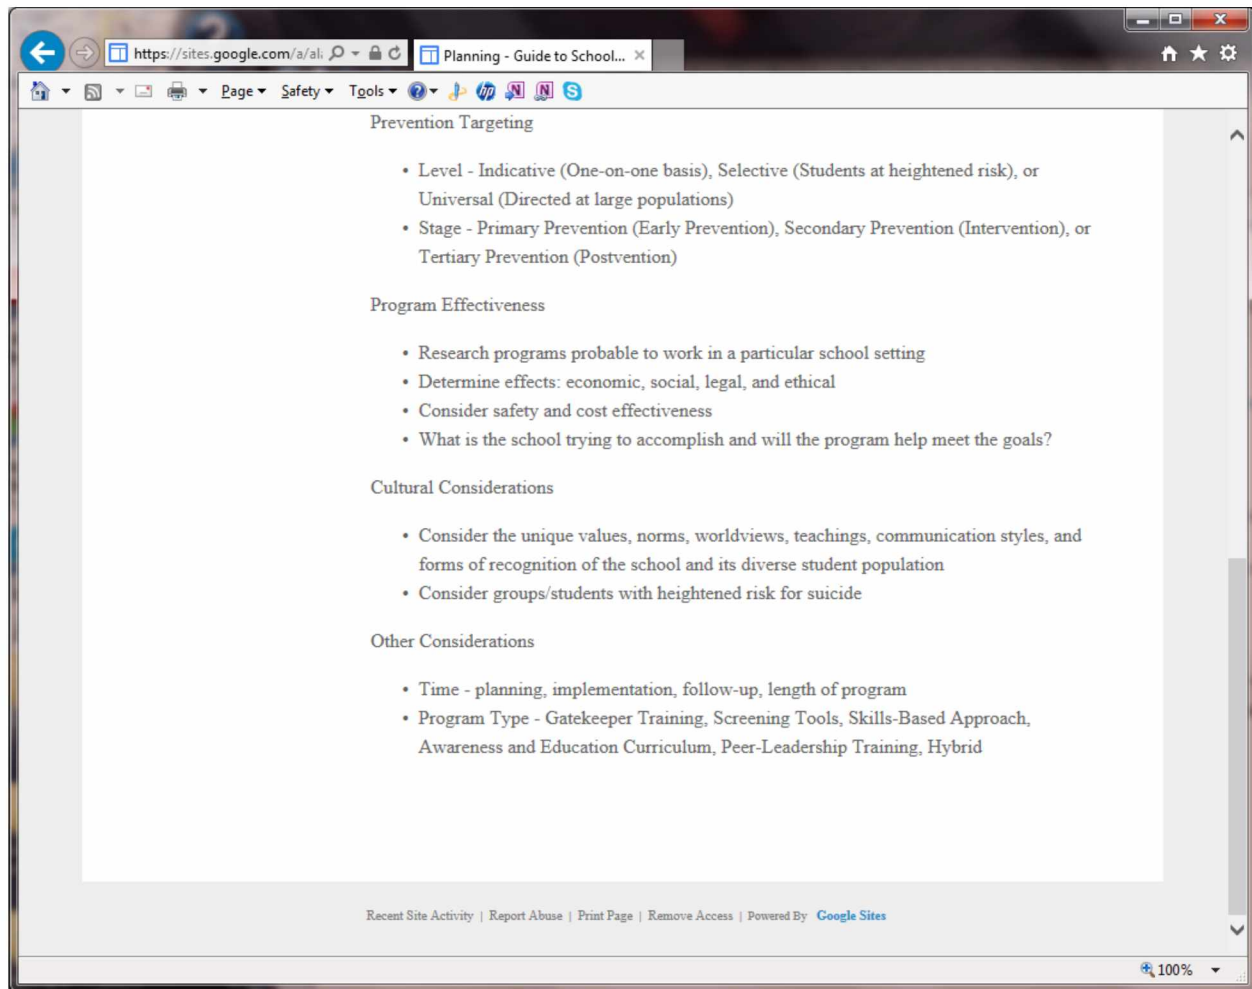 https://sites.google.com/a/al
Planning - Guide to School...
Page Safety Tools
Prevention Targeting
• Level - Indicative (One-on-one basis), Selective (Students at heightened risk), or
Universal (Directed at large populations)
• Stage - Primary Prevention (Early Prevention), Secondary Prevention (Intervention), or
Tertiary Prevention (Postvention)
Program Effectiveness
• Research programs probable to work in a particular school setting
• Determine effects: economic, social, legal, and ethical
• Consider safety and cost effectiveness
• What is the school trying to accomplish and will the program help meet the goals?
Cultural Considerations
• Consider the unique values, norms, worldviews, teachings, communication styles, and
forms of recognition of the school and its diverse student population
• Consider groups/students with heightened risk for suicide
Other Considerations
• Time - planning, implementation, follow-up, length of program
• Program Type - Gatekeeper Training, Screening Tools, Skills-Based Approach,
Awareness and Education Curriculum, Peer-Leadership Training, Hybrid
Recent Site Activity | Report Abuse | Print Page | Remove Access | Powered By Google Sites
100%